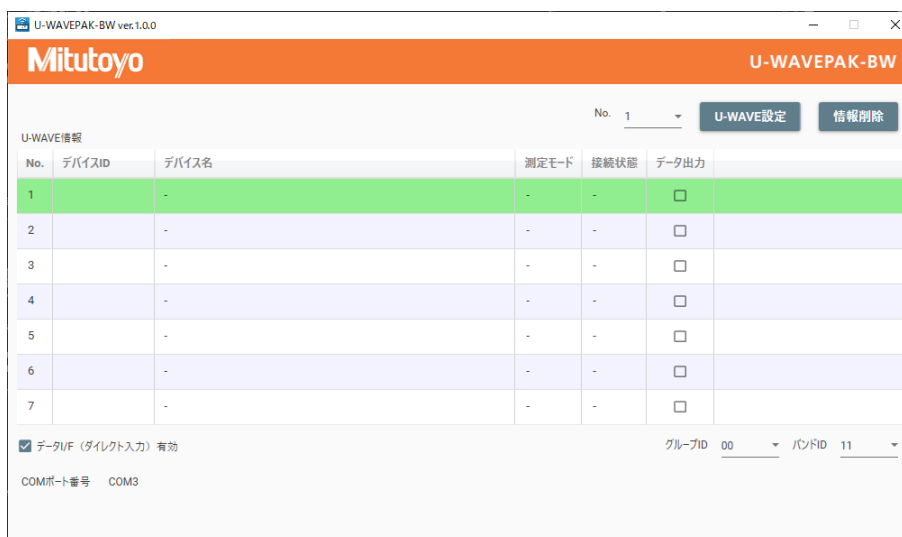 U-WAVEPAK-BW ver.1.0.0
Mitutoyo U-WAVEPAK-BW
No. 1 U-WAVE設定 情報削除
U-WAVE情報
No. デバイスID デバイス名 測定モード 接続状態 データ出力
1 - - -
2 - - -
3 - - -
4 - - -
5 - - -
6 - - -
7 - - -
データI/F（ダイレクト入力）有効 グループID 00 バンドID 11
COMポート番号 COM3